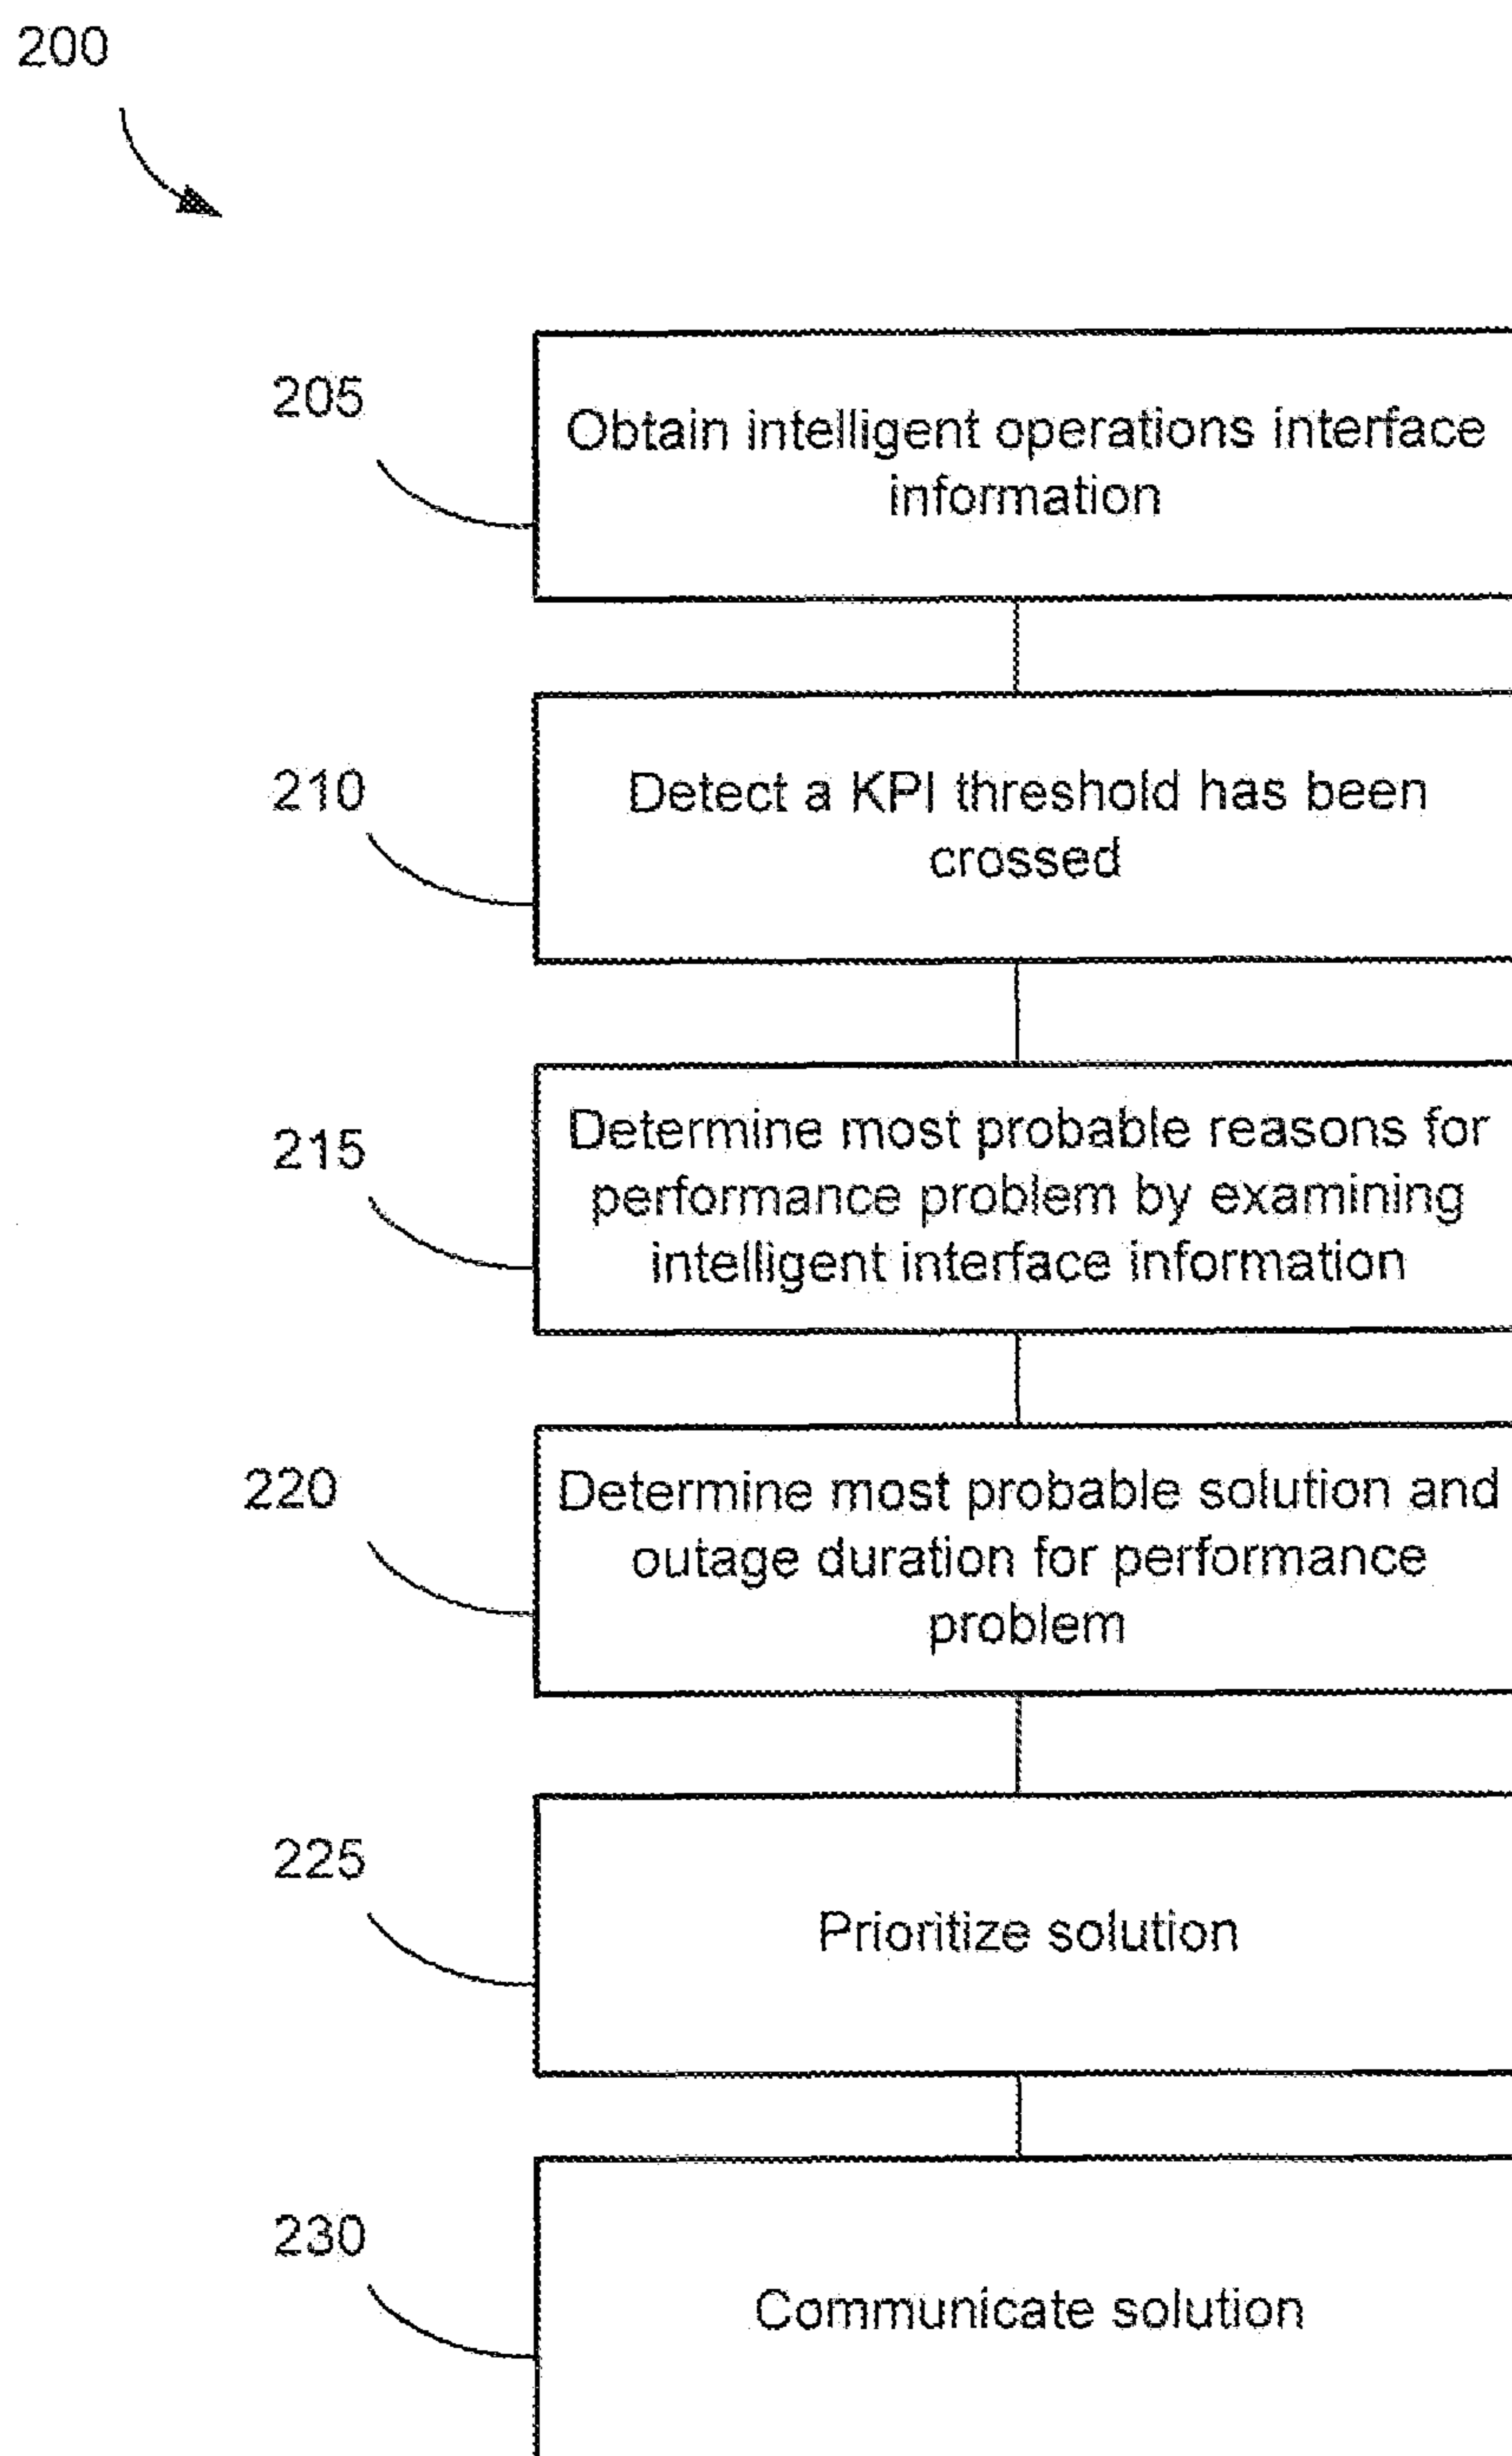 200
205
Obtain intelligent operations interface
information
210
Detect a KPI threshold has been
crossed
215
Determine most probable reasons for
performance problem by examining
intelligent interface information
220
Determine most probable solution and
outage duration for performance
problem
225
Prioritize solution
230
Communicate solution